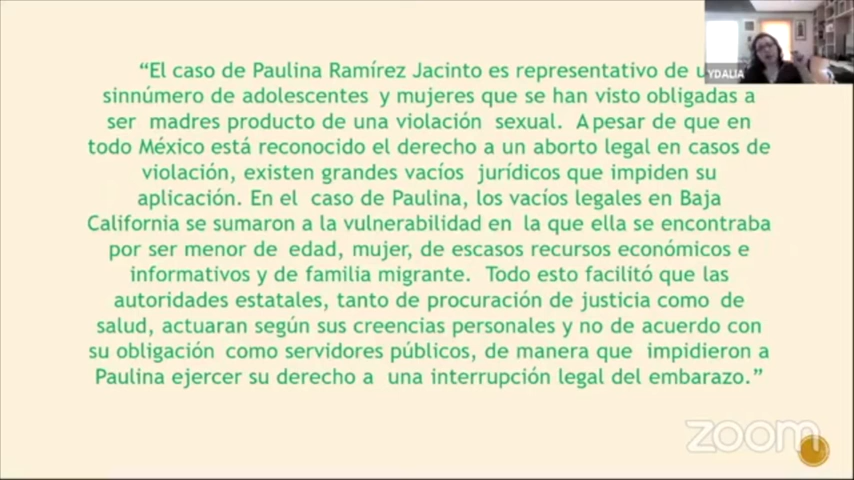 “El caso de Paulina Ramírez Jacinto es representativo de u
sinnúmero de adolescentes y mujeres que se han visto obligadas a
ser madres producto de una violación sexual. A pesar de que en
todo México está reconocido el derecho a un aborto legal en casos de
violación, existen grandes vacíos jurídicos que impiden su
aplicación. En el caso de Paulina, los vacíos legales en Baja
California se sumaron a la vulnerabilidad en la que ella se encontraba
por ser menor de edad, mujer, de escasos recursos económicos e
informativos y de familia migrante. Todo esto facilitó que las
autoridades estatales, tanto de procuración de justicia como de
salud, actuaran según sus creencias personales y no de acuerdo con
su obligación como servidores públicos, de manera que impidieron a
Paulina ejercer su derecho a una interrupción legal del embarazo.”
YDALIA
zoom